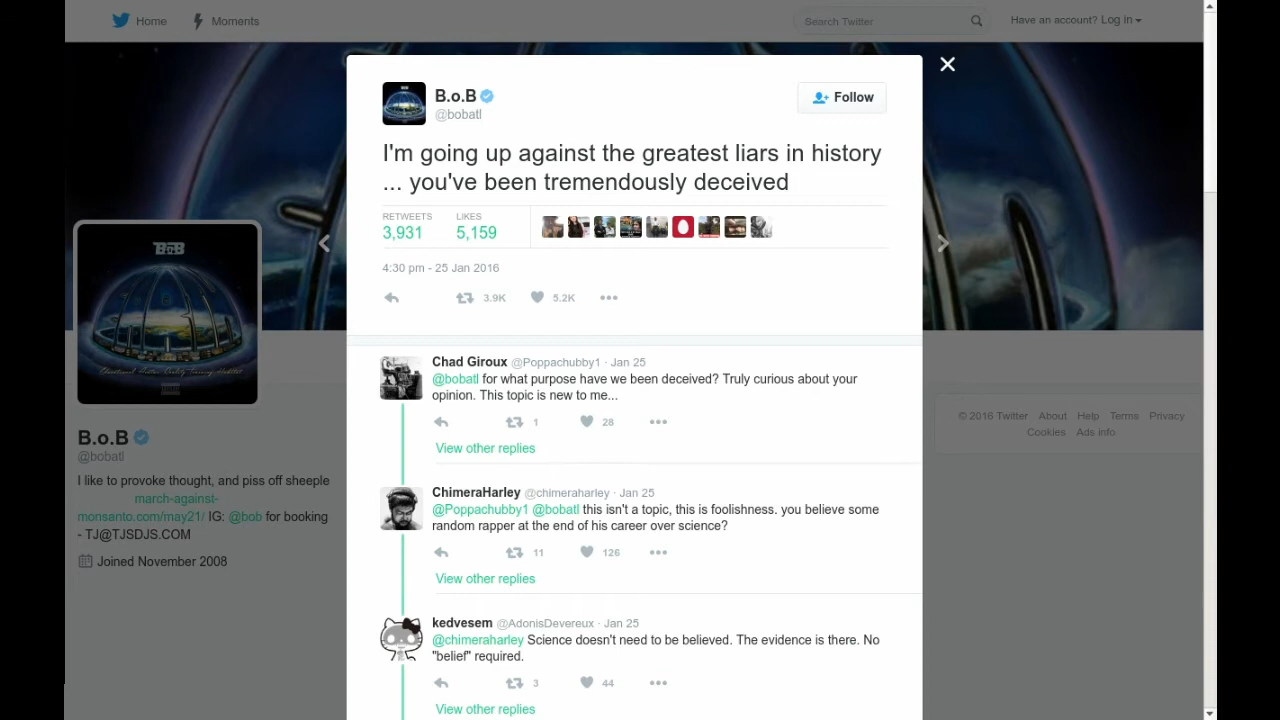 Home
Moments
Search Twitter
Have an account? Log in
B.o.B
@bobatl
Follow
I'm going up against the greatest liars in history
... you've been tremendously deceived
RETWEETS
LIKES
3,931
5,159
4:30 pm - 25 Jan 2016
3.9K
5.2K
•••
Chad Giroux @Poppachubby1 · Jan 25
@bobatl for what purpose have we been deceived? Truly curious about your
opinion. This topic is new to me...
1
28
•••
View other replies
ChimeraHarley @chimeraharley · Jan 25
@Poppachubby1 @bobatl this isn't a topic, this is foolishness. you believe some
random rapper at the end of his career over science?
11
126
•••
View other replies
kedvesem @AdonisDevereux · Jan 25
@chimeraharley Science doesn't need to be believed. The evidence is there. No
"belief" required.
3
44
•••
View other replies
BoB
B.o.B
@bobatl
I like to provoke thought, and piss off sheeple
march-against-
monsanto.com/may21/ IG: @bob for booking
- TJ@TJSDJS.COM
Joined November 2008
© 2016 Twitter About Help Terms Privacy
Cookies Ads info